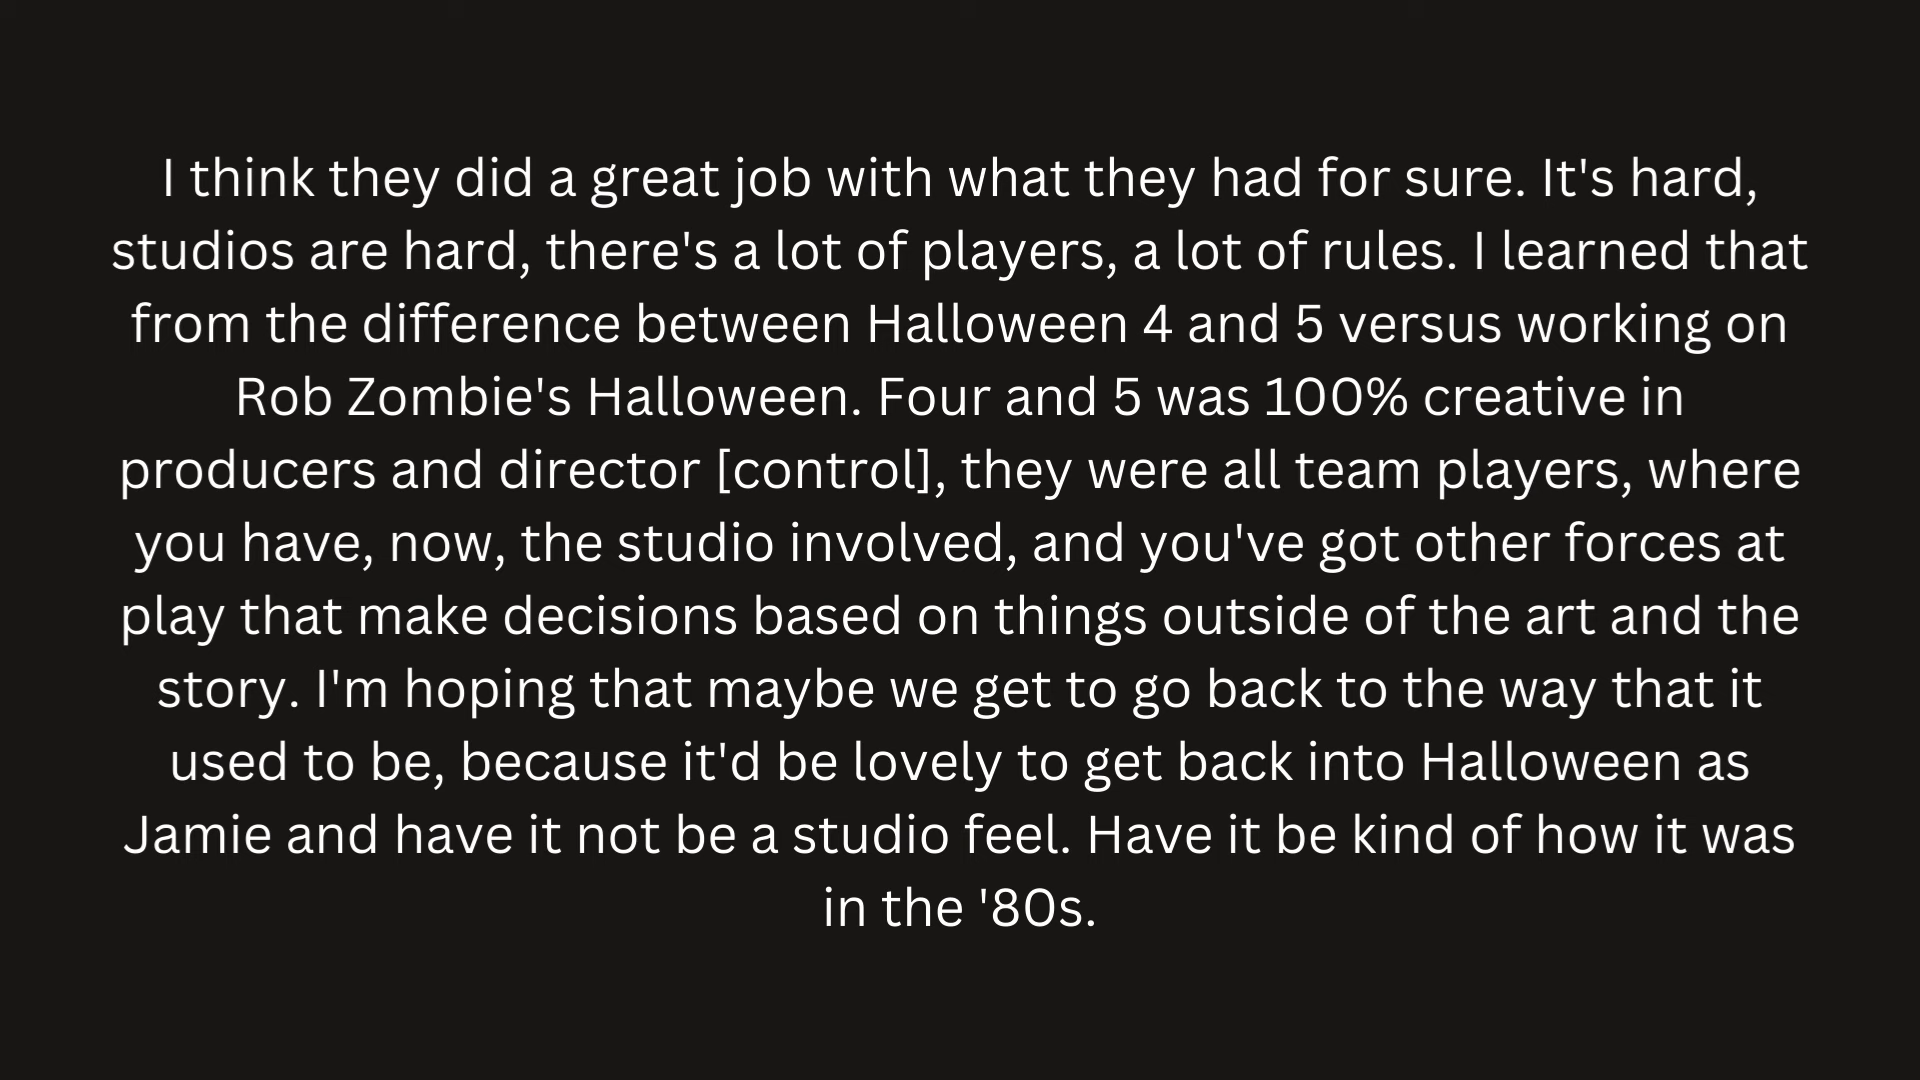 I think they did a great job with what they had for sure. It's hard,
studios are hard, there's a lot of players, a lot of rules. I learned that
from the difference between Halloween 4 and 5 versus working on
Rob Zombie's Halloween. Four and 5 was 100% creative in
producers and director [control], they were all team players, where
you have, now, the studio involved, and you've got other forces at
play that make decisions based on things outside of the art and the
story. I'm hoping that maybe we get to go back to the way that it
used to be, because it'd be lovely to get back into Halloween as
Jamie and have it not be a studio feel. Have it be kind of how it was
in the '80s.